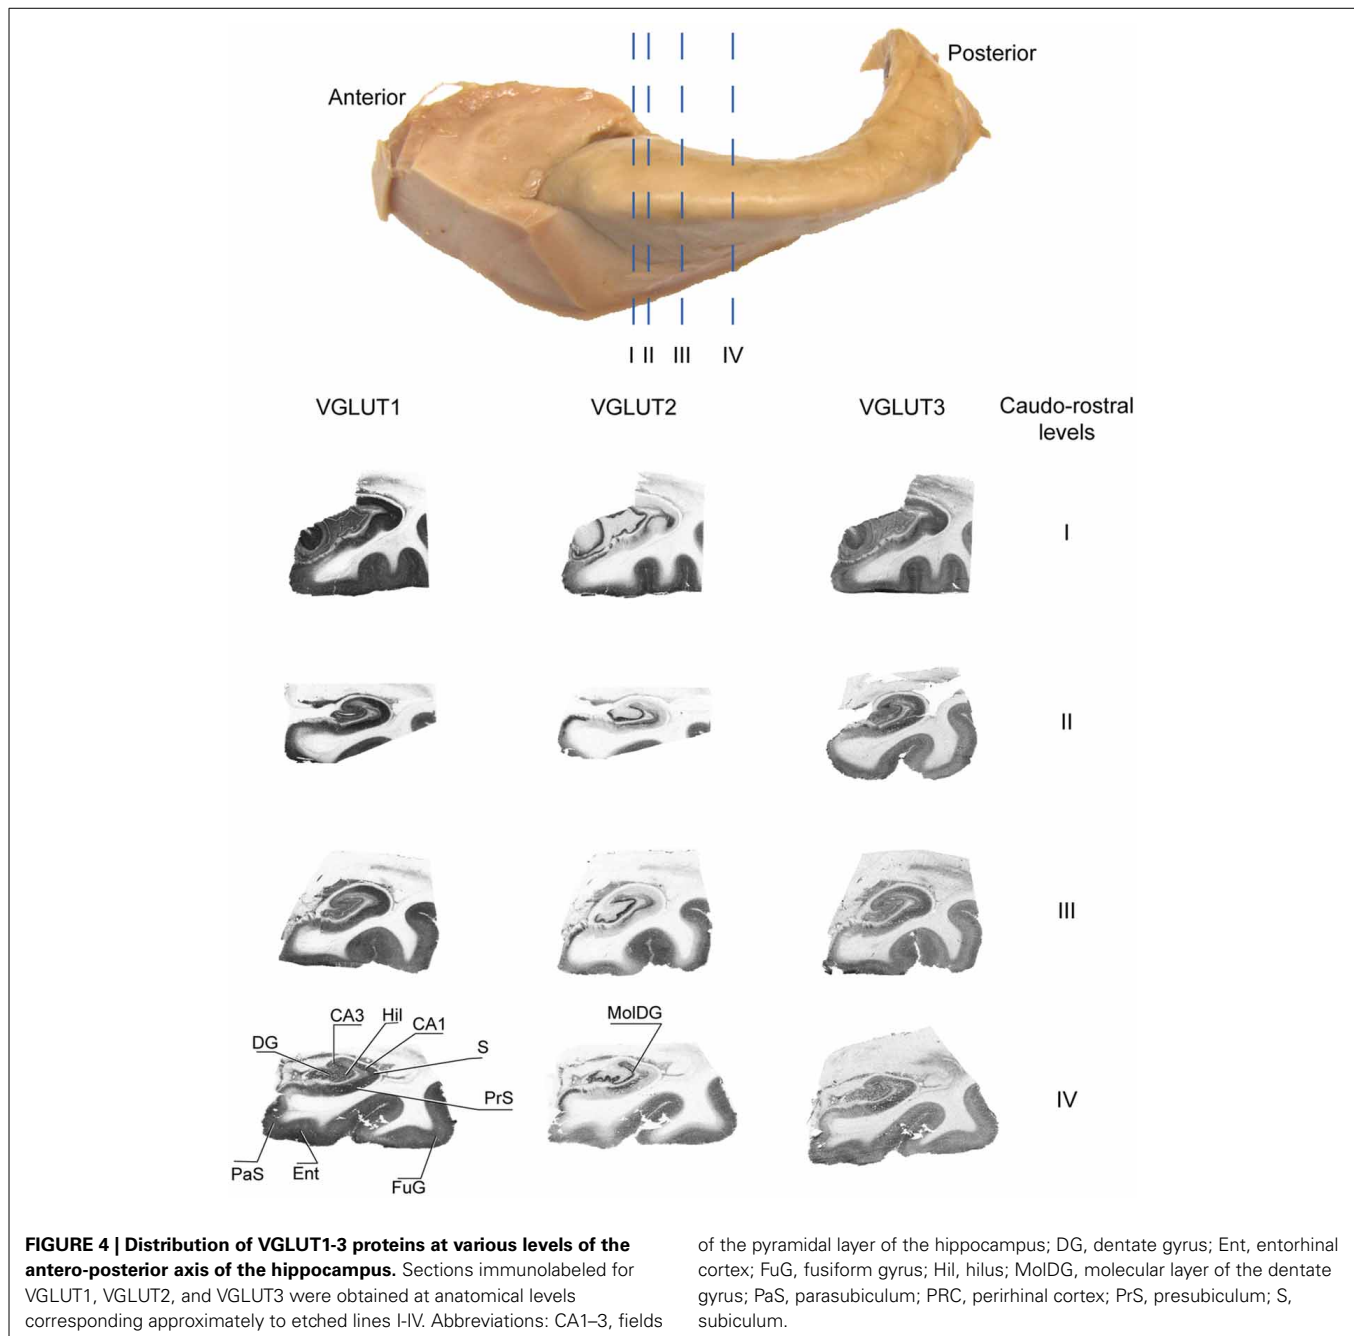 Anterior
Posterior
I II III IV
VGLUT1
VGLUT2
VGLUT3
Caudo-rostral
levels
I
II
III
CA3
Hil
CA1
DG
S
PrS
PaS
Ent
FuG
MolDG
IV
FIGURE 4 | Distribution of VGLUT1-3 proteins at various levels of the
antero-posterior axis of the hippocampus. Sections immunolabeled for
VGLUT1, VGLUT2, and VGLUT3 were obtained at anatomical levels
corresponding approximately to etched lines I-IV. Abbreviations: CA1–3, fields
of the pyramidal layer of the hippocampus; DG, dentate gyrus; Ent, entorhinal
cortex; FuG, fusiform gyrus; Hil, hilus; MolDG, molecular layer of the dentate
gyrus; PaS, parasubiculum; PRC, perirhinal cortex; PrS, presubiculum; S,
subiculum.